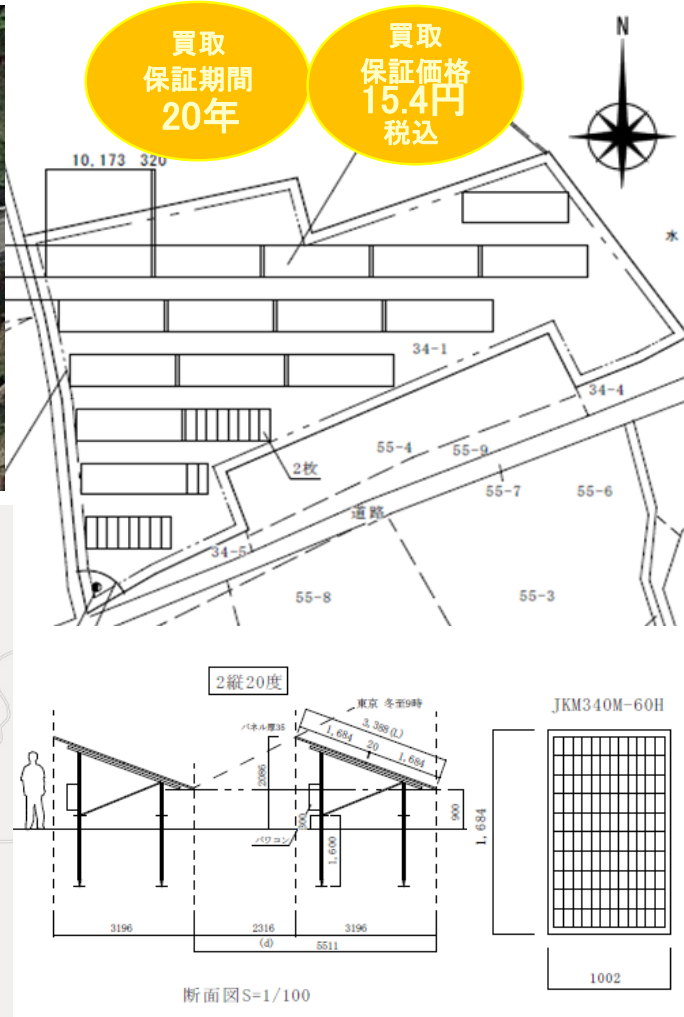 買取
保証期間
20年
買取
保証価格
15.4円
税込
N
10,173 320
水
34-1
34-4
2枚
55-4
55-9
55-7
55-6
道路
34-5
55-8
55-3
2縦20度
東京 冬至9時
JKM340M-60H
パネル厚35
3,388(L)
1,684
20
1,684
2086
900
300
パワコン
1,600
1,684
3196
2316
3196
(d)
5511
1002
断面図S=1/100